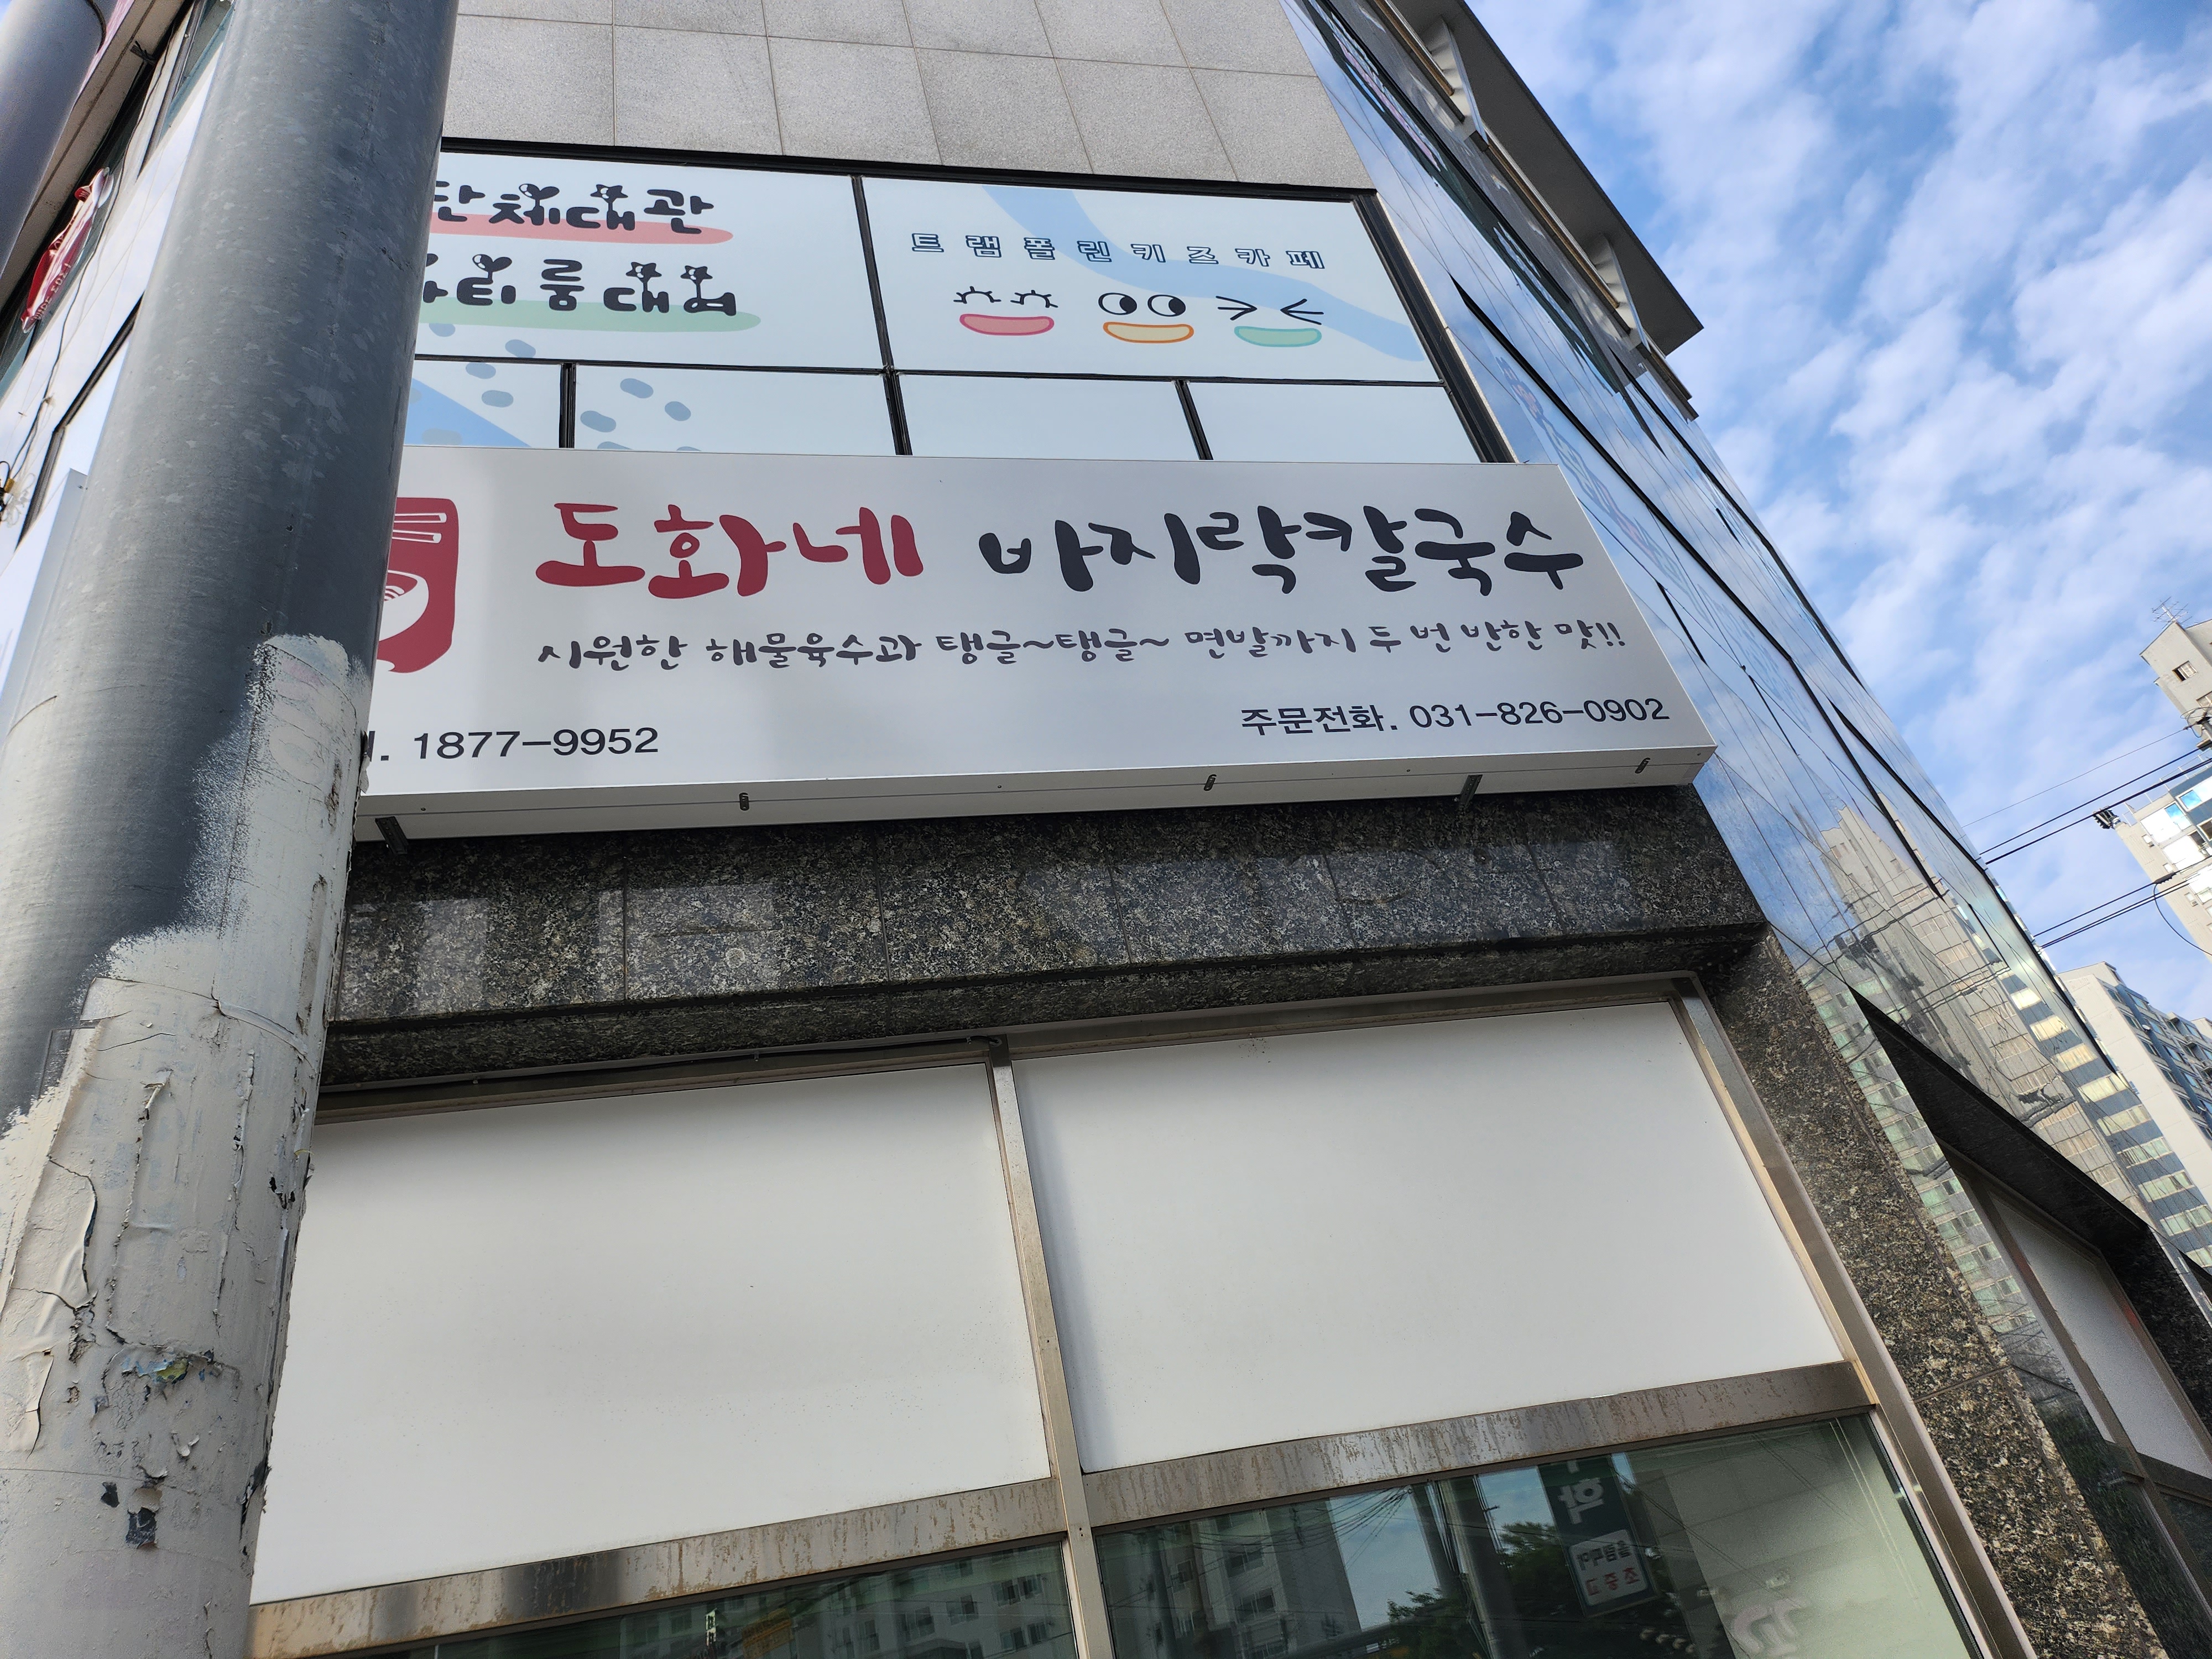 단체대관
파티룸대여
트램폴린키즈카페
도화네 바지락칼국수
시원한 해물육수과 탱글~탱글~ 면발까지 두 번 반한 맛!!
1877-9952
주문전화. 031-826-0902